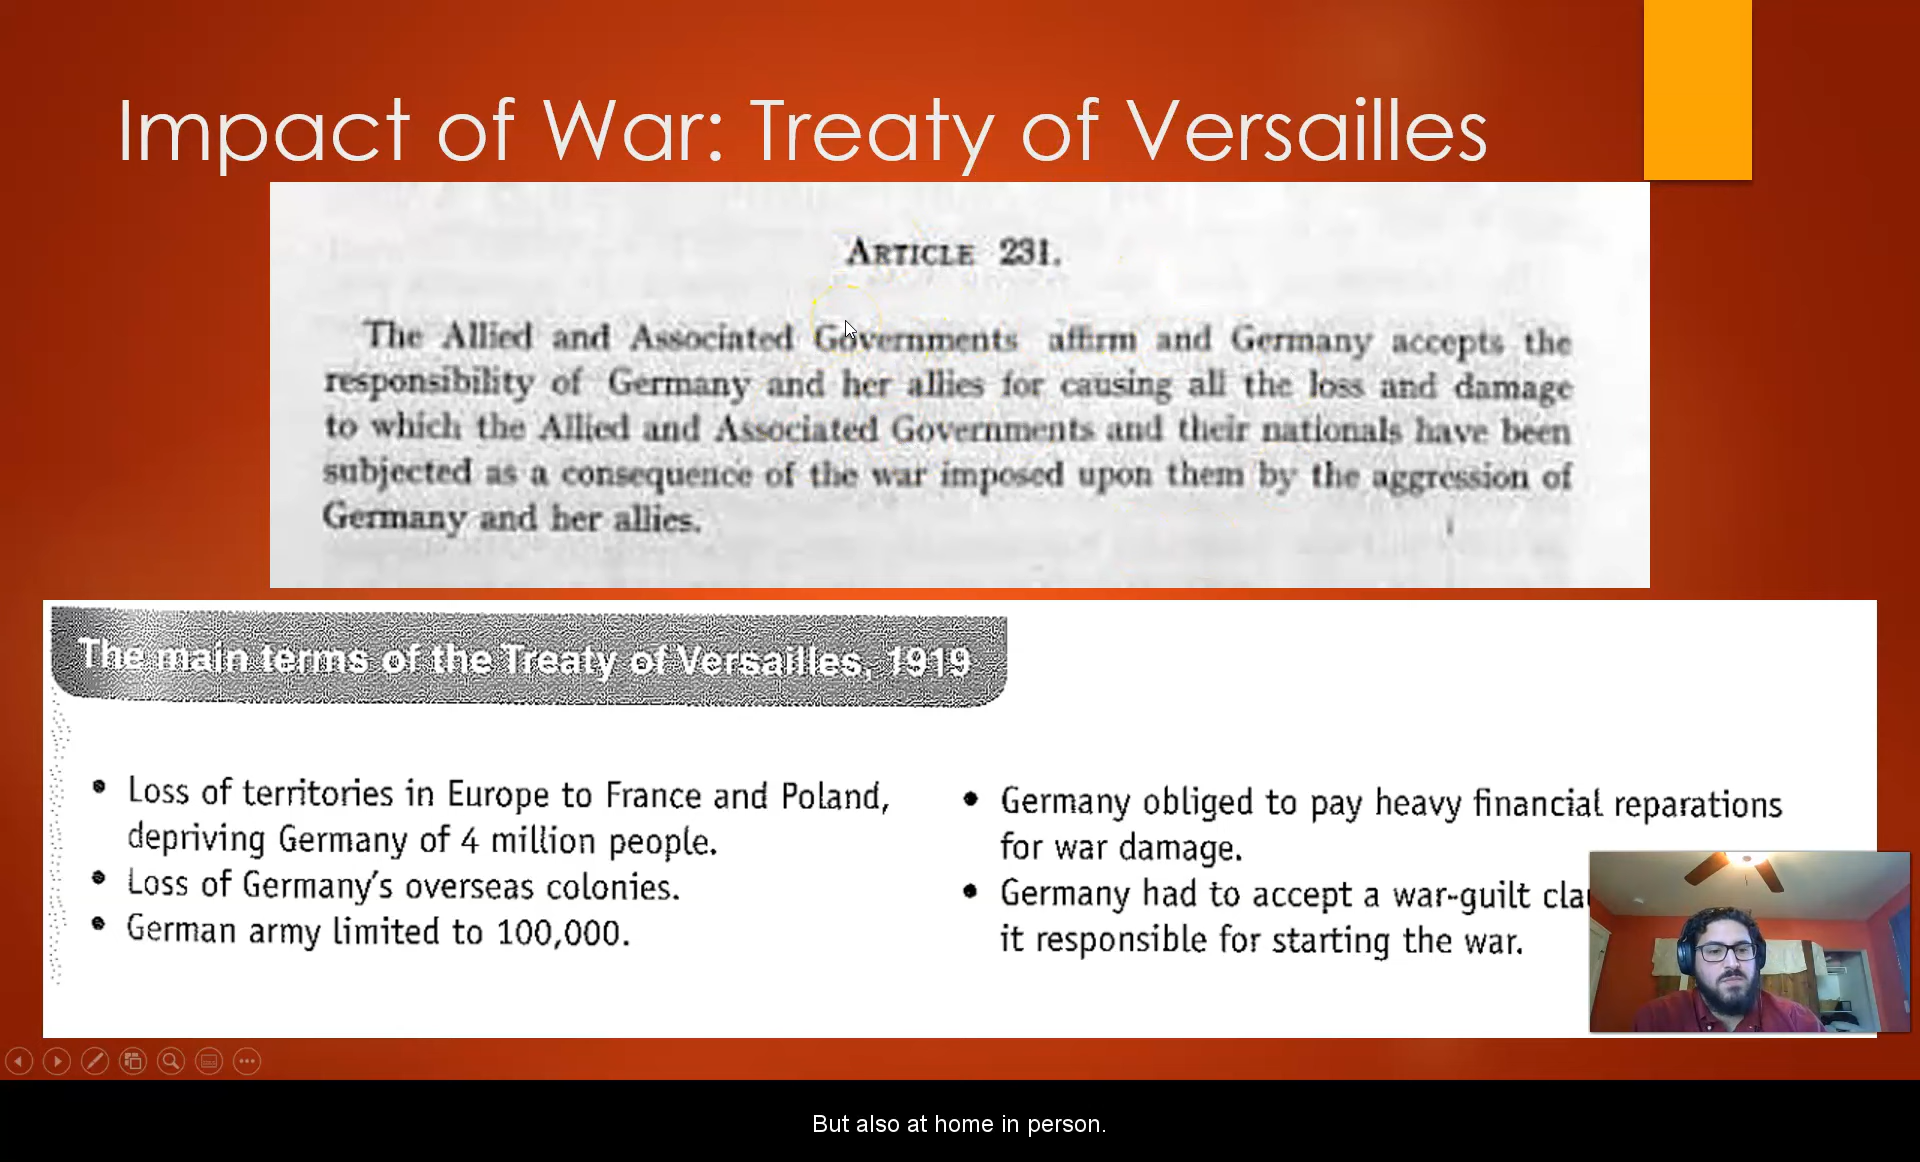 Impact of War: Treaty of Versailles
ARTICLE 231.
The Allied and Associated Governments affirm and Germany accepts the
responsibility of Germany and her allies for causing all the loss and damage
to which the Allied and Associated Governments and their nationals have been
subjected as a consequence of the war imposed upon them by the aggression of
Germany and her allies.
The main terms of the Treaty of Versailles, 1919
• Loss of territories in Europe to France and Poland,
depriving Germany of 4 million people.
• Loss of Germany's overseas colonies.
• German army limited to 100,000.
• Germany obliged to pay heavy financial reparations
for war damage.
• Germany had to accept a war-guilt
it responsible for starting the war.
But also at home in person.